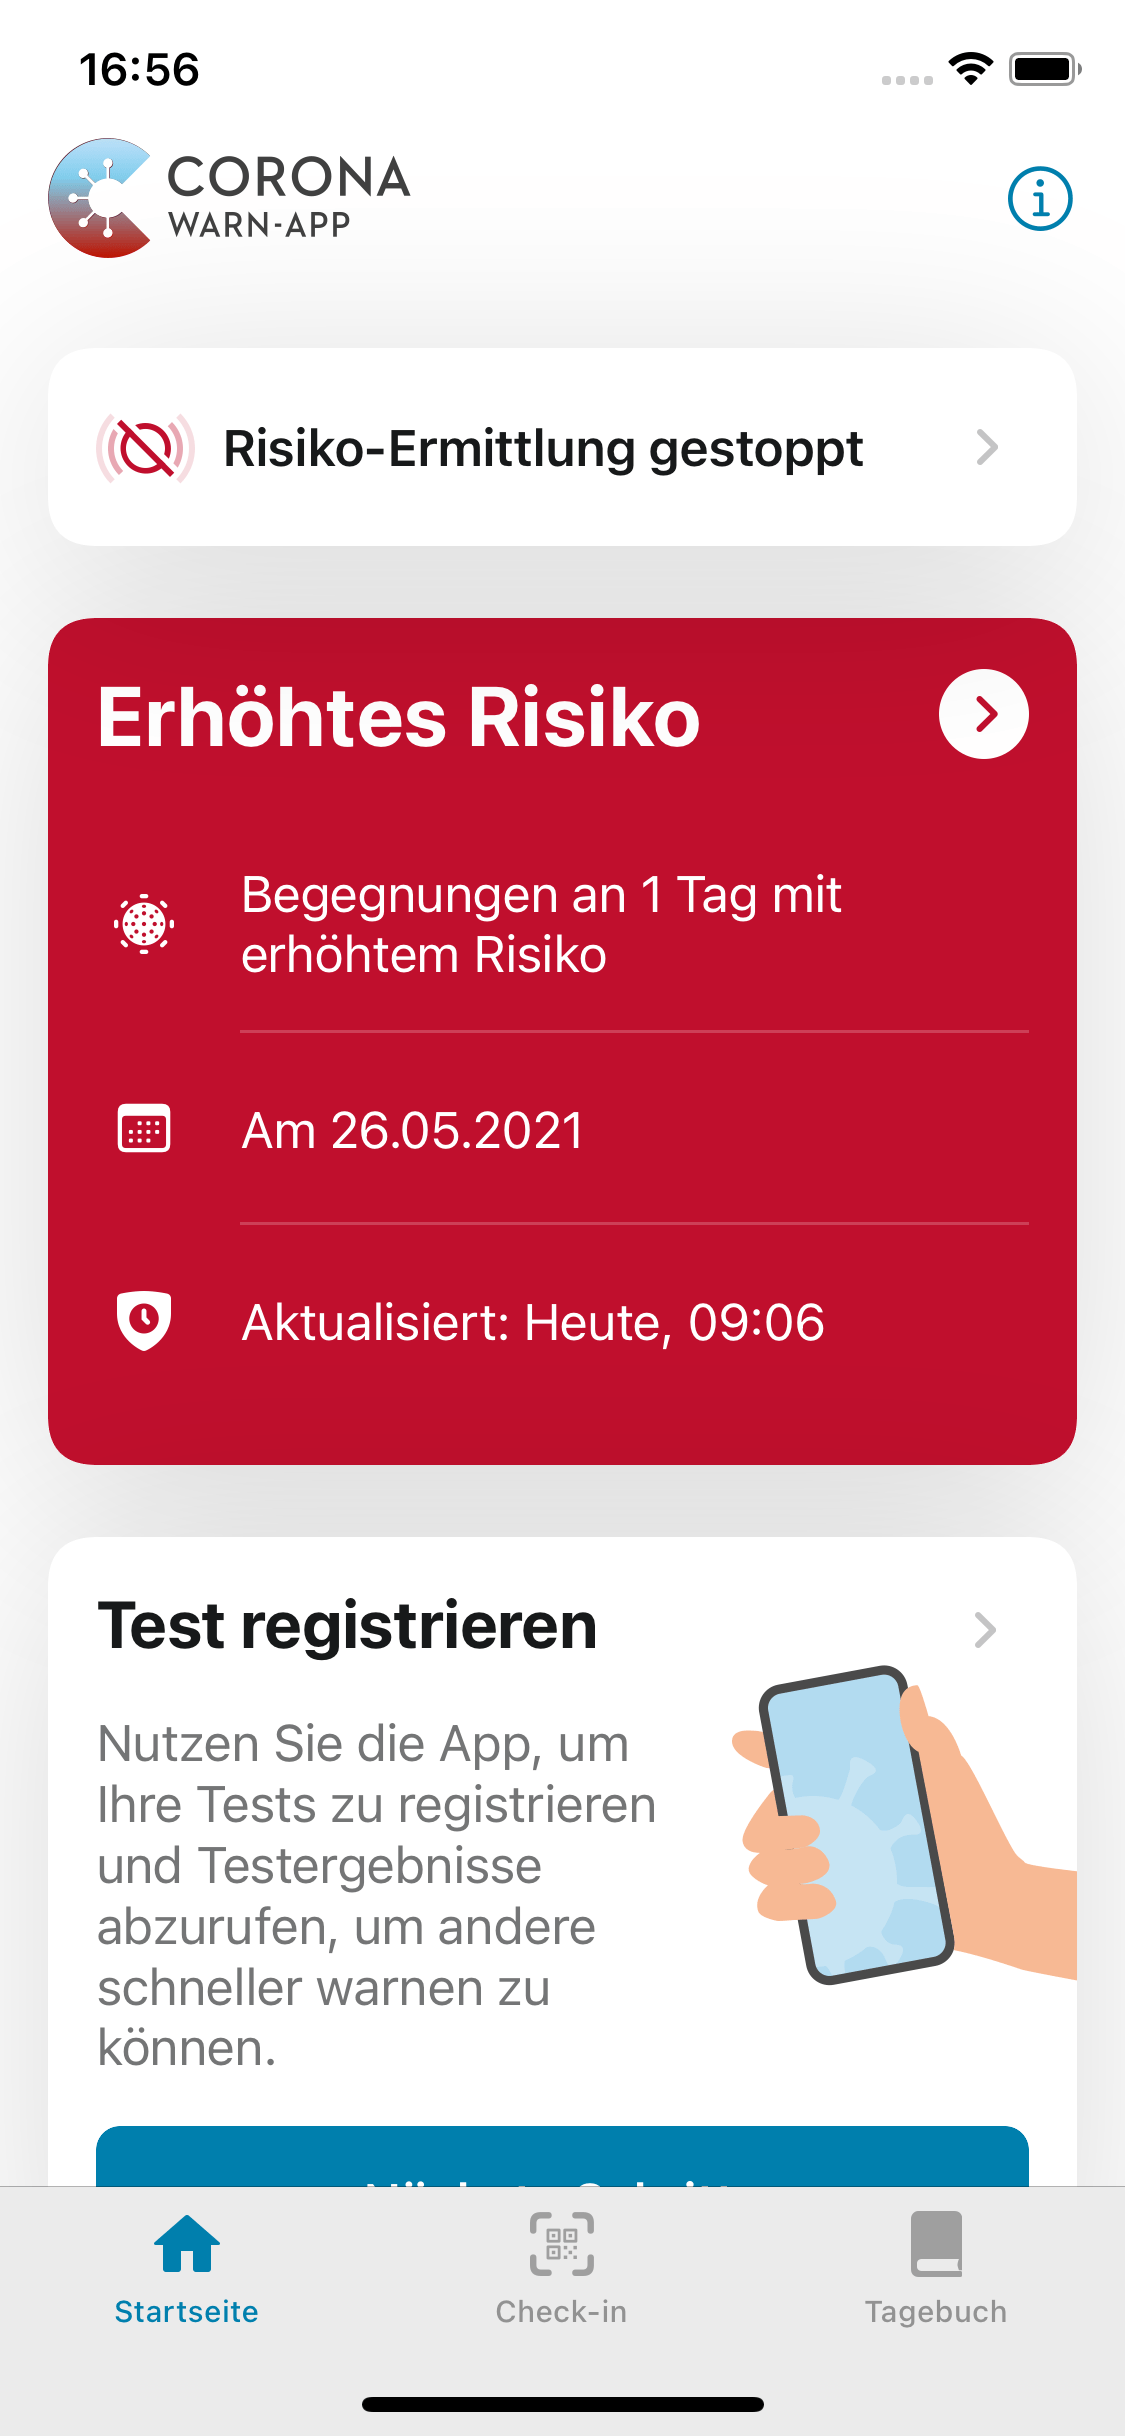 16:56
CORONA
WARN-APP
Risiko-Ermittlung gestoppt
Erhöhtes Risiko
Begegnungen an 1 Tag mit
erhöhtem Risiko
Am 26.05.2021
Aktualisiert: Heute, 09:06
Test registrieren
Nutzen Sie die App, um
Ihre Tests zu registrieren
und Testergebnisse
abzurufen, um andere
schneller warnen zu
können.
Startseite
Check-in
Tagebuch